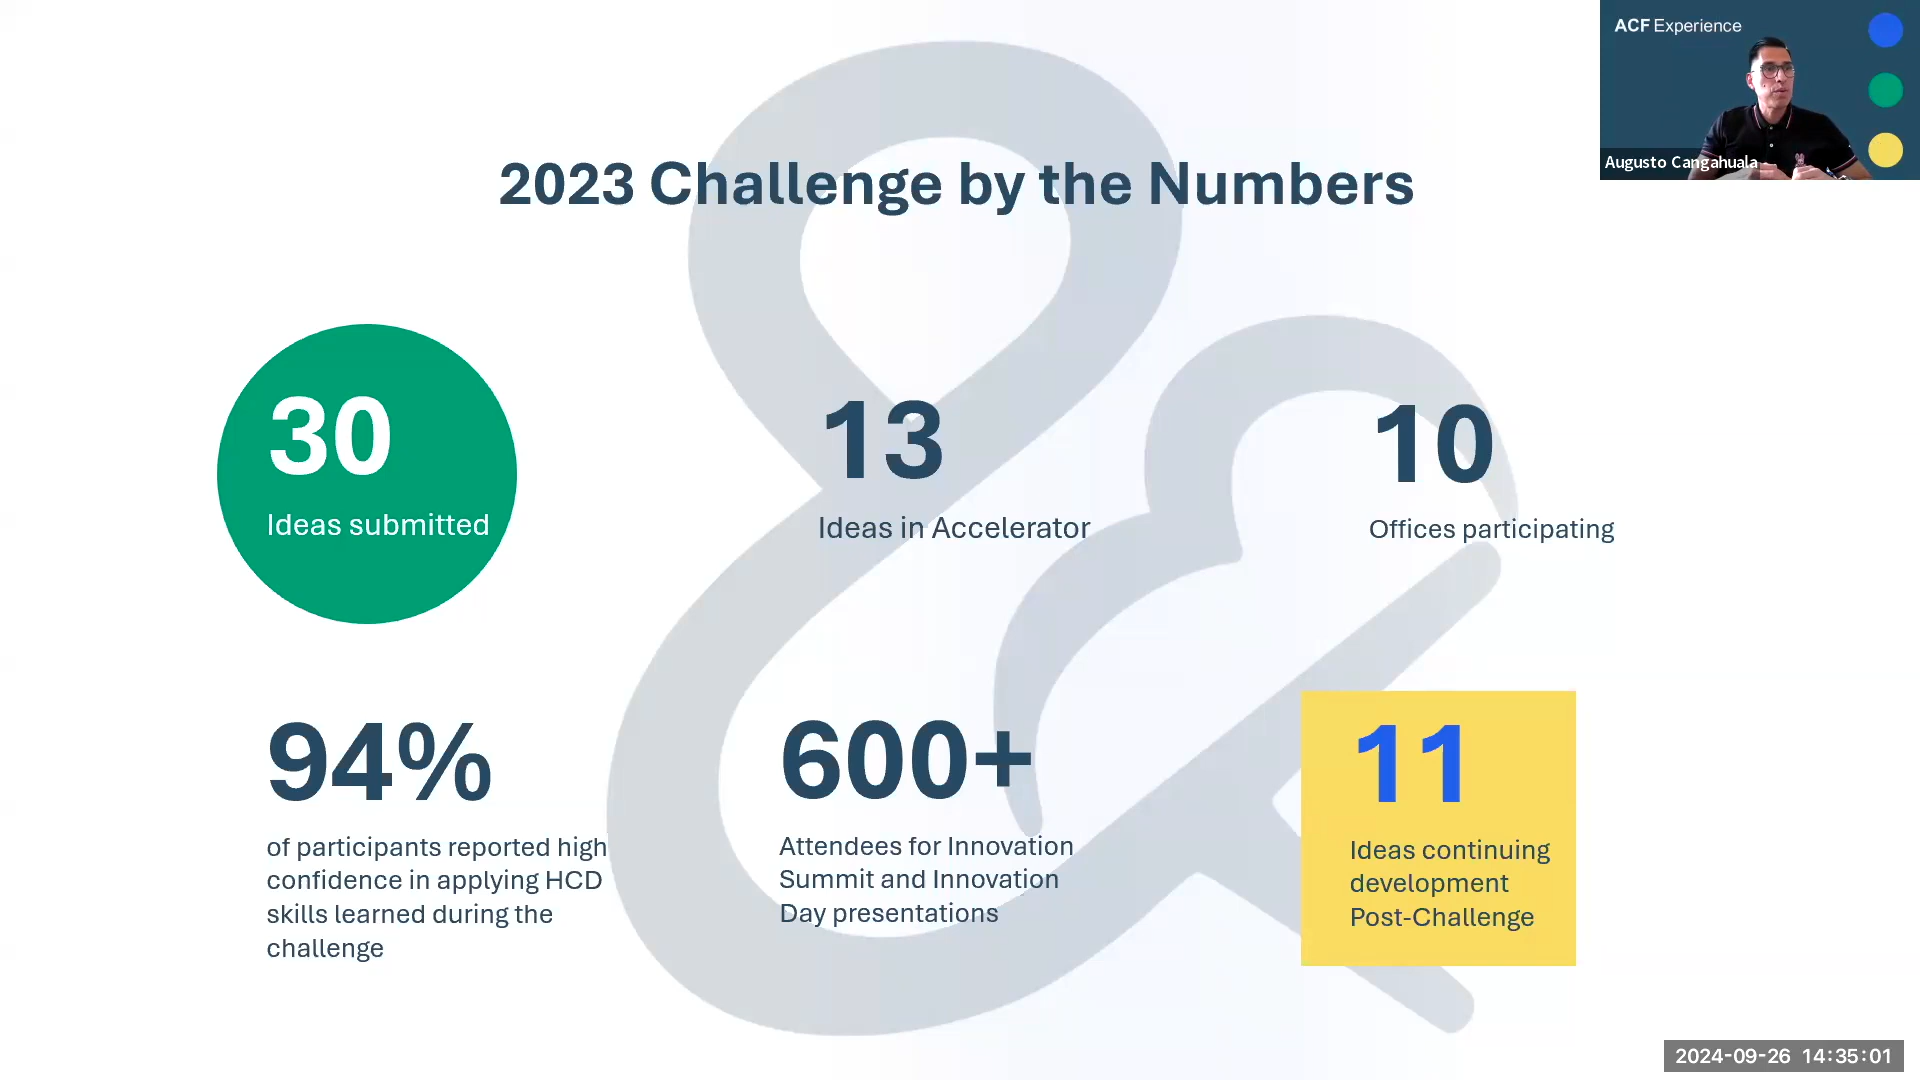 ACF Experience
Augusto Cangahuala
2023 Challenge by the Numbers
30
Ideas submitted
13
Ideas in Accelerator
10
Offices participating
94%
of participants reported high
confidence in applying HCD
skills learned during the
challenge
600+
Attendees for Innovation
Summit and Innovation
Day presentations
11
Ideas continuing
development
Post-Challenge
2024-09-26 14:35:01